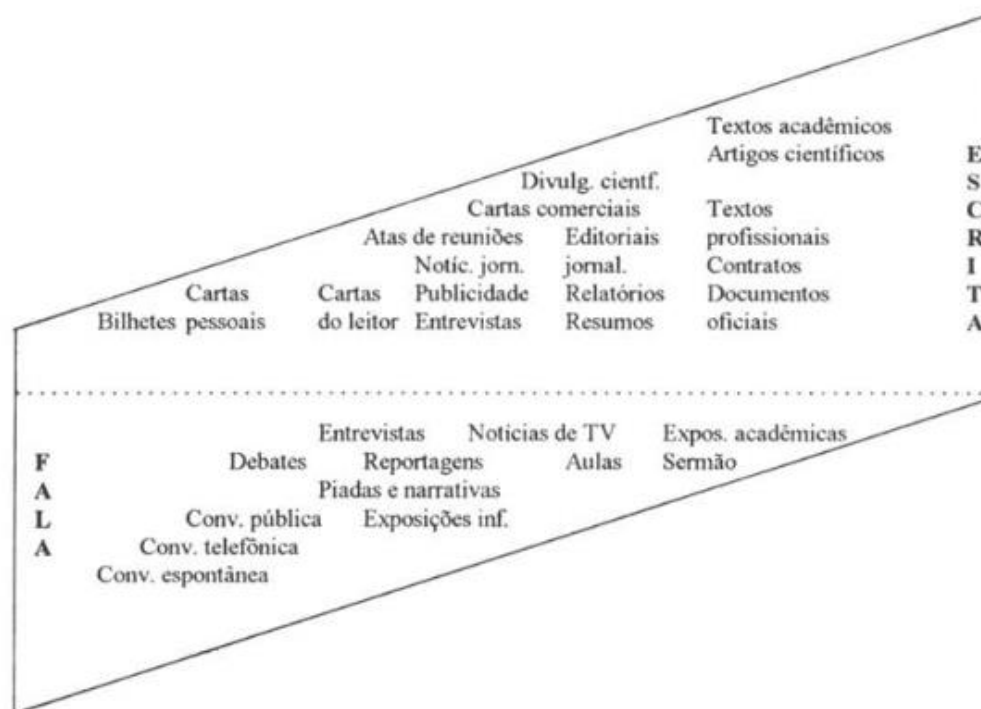 Textos acadêmicos
Artigos científicos
Divulg. cientf.
Cartas comerciais Textos
Atas de reuniões Editoriais profissionais
Notíc. jorn. jornal. Contratos
Cartas Cartas Publicidade Relatórios Documentos
Bilhetes pessoais do leitor Entrevistas Resumos oficiais
E
S
C
R
I
T
A
Entrevistas Notícias de TV Expos. acadêmicas
Debates Reportagens Aulas Sermão
Piadas e narrativas
Conv. pública Exposições inf.
Conv. telefônica
Conv. espontânea
F
A
L
A